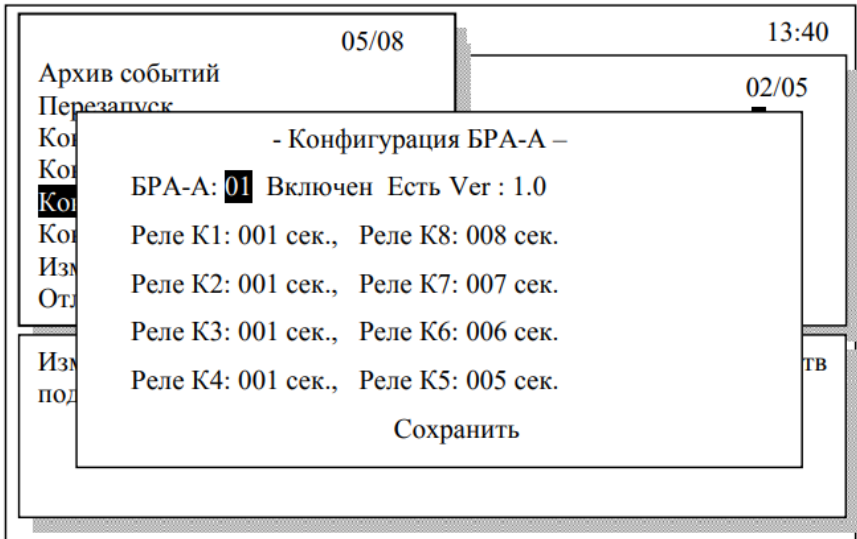 13:40
05/08
Архив событий
Перезапуск
02/05
- Конфигурация БРА-А –
БРА-А: 01 Включен Есть Ver : 1.0
Реле К1: 001 сек., Реле К8: 008 сек.
Реле К2: 001 сек., Реле К7: 007 сек.
Реле К3: 001 сек., Реле К6: 006 сек.
Реле К4: 001 сек., Реле К5: 005 сек.
Сохранить